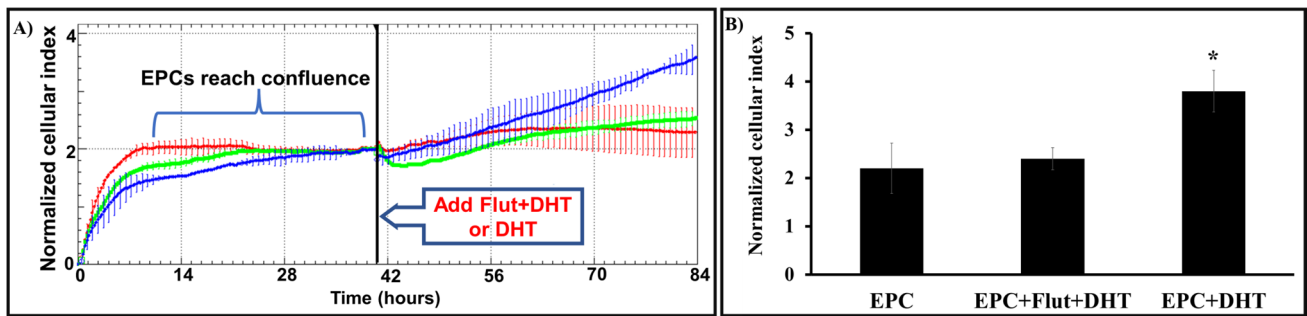 A)
Normalized cellular index
4
2
0
EPCs reach confluence
Add Flut+DHT
or DHT
0 14 28 42 56 70 84
Time (hours)
B)
Normalized cellular index
5
4
3
2
1
0
*
EPC EPC+Flut+DHT EPC+DHT